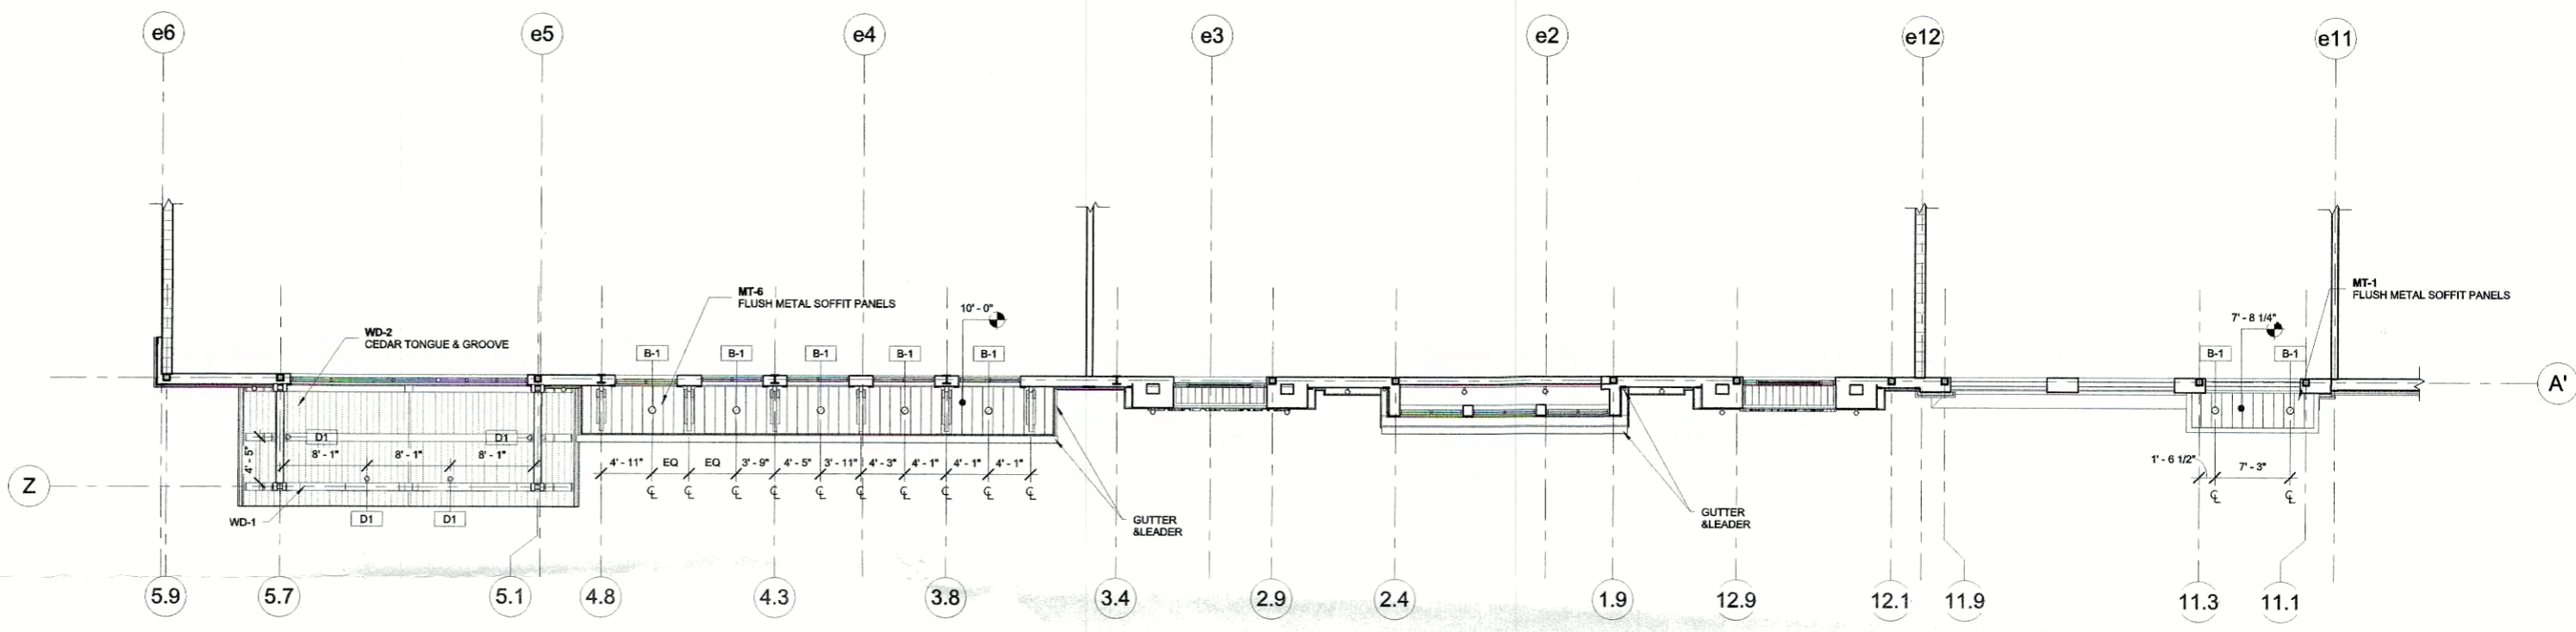 e6 e5 e4 e3 e2 e12 e11
MT-6
FLUSH METAL SOFFIT PANELS
MT-1
FLUSH METAL SOFFIT PANELS
10' - 0"
7' - 8 1/4"
WD-2
CEDAR TONGUE & GROOVE
B-1 B-1 B-1 B-1 B-1 B-1 B-1
A'
D1 D1
4' - 5"
8' - 1" 8' - 1" 8' - 1"
4' - 11" EQ EQ 3' - 9" 4' - 5" 3' - 11" 4' - 3" 4' - 1" 4' - 1" 4' - 1"
1' - 6 1/2" 7' - 3"
Z
℄ ℄ ℄ ℄ ℄ ℄ ℄ ℄ ℄ ℄ ℄ ℄
WD-1
D1 D1
GUTTER
&LEADER
GUTTER
&LEADER
5.9 5.7 5.1 4.8 4.3 3.8 3.4 2.9 2.4 1.9 12.9 12.1 11.9 11.3 11.1